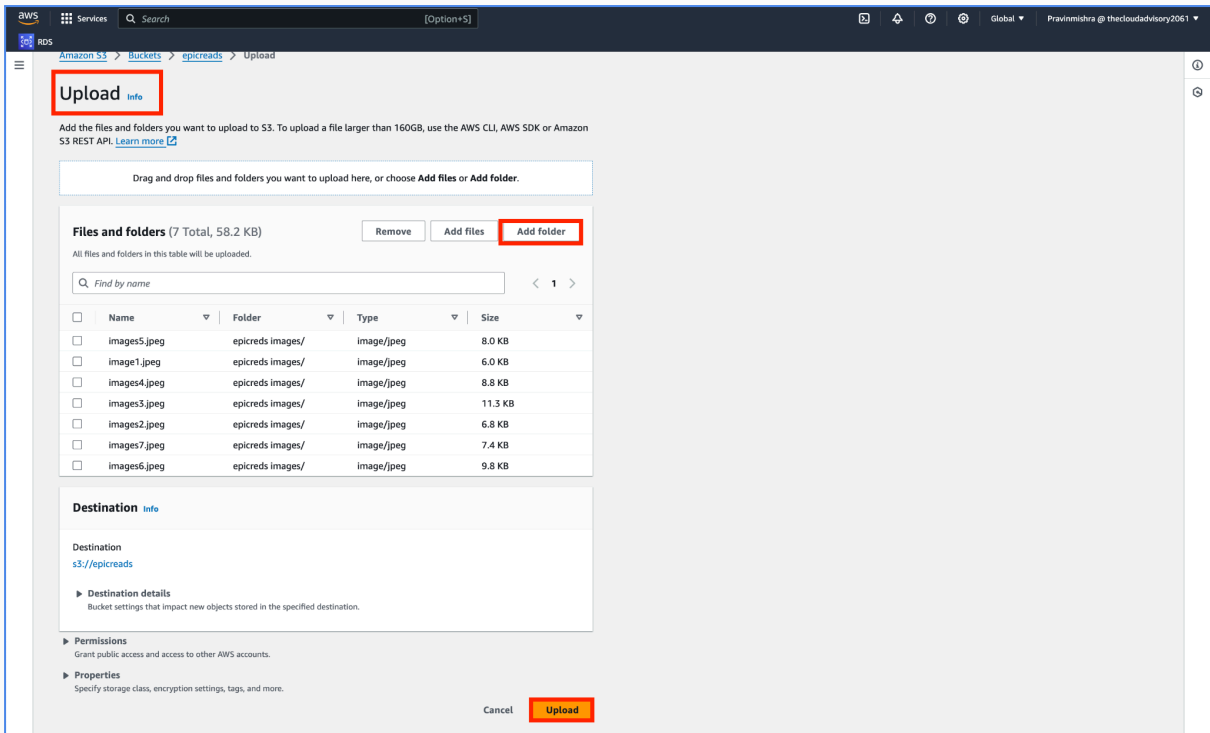 aws Services Search [Option+S] Global ▼ Pravinmishra @ thecloudadvisory2061 ▼
RDS
Amazon S3 > Buckets > epicreads > Upload
Upload Info
Add the files and folders you want to upload to S3. To upload a file larger than 160GB, use the AWS CLI, AWS SDK or Amazon
S3 REST API. Learn more
Drag and drop files and folders you want to upload here, or choose Add files or Add folder.
Files and folders (7 Total, 58.2 KB) Remove Add files Add folder
All files and folders in this table will be uploaded.
Find by name < 1 >
Name Folder Type Size
images5.jpeg epicreds images/ image/jpeg 8.0 KB
image1.jpeg epicreds images/ image/jpeg 6.0 KB
images4.jpeg epicreds images/ image/jpeg 8.8 KB
images3.jpeg epicreds images/ image/jpeg 11.3 KB
images2.jpeg epicreds images/ image/jpeg 6.8 KB
images7.jpeg epicreds images/ image/jpeg 7.4 KB
images6.jpeg epicreds images/ image/jpeg 9.8 KB
Destination Info
Destination
s3://epicreads
▶ Destination details
Bucket settings that impact new objects stored in the specified destination.
▶ Permissions
Grant public access and access to other AWS accounts.
▶ Properties
Specify storage class, encryption settings, tags, and more.
Cancel Upload